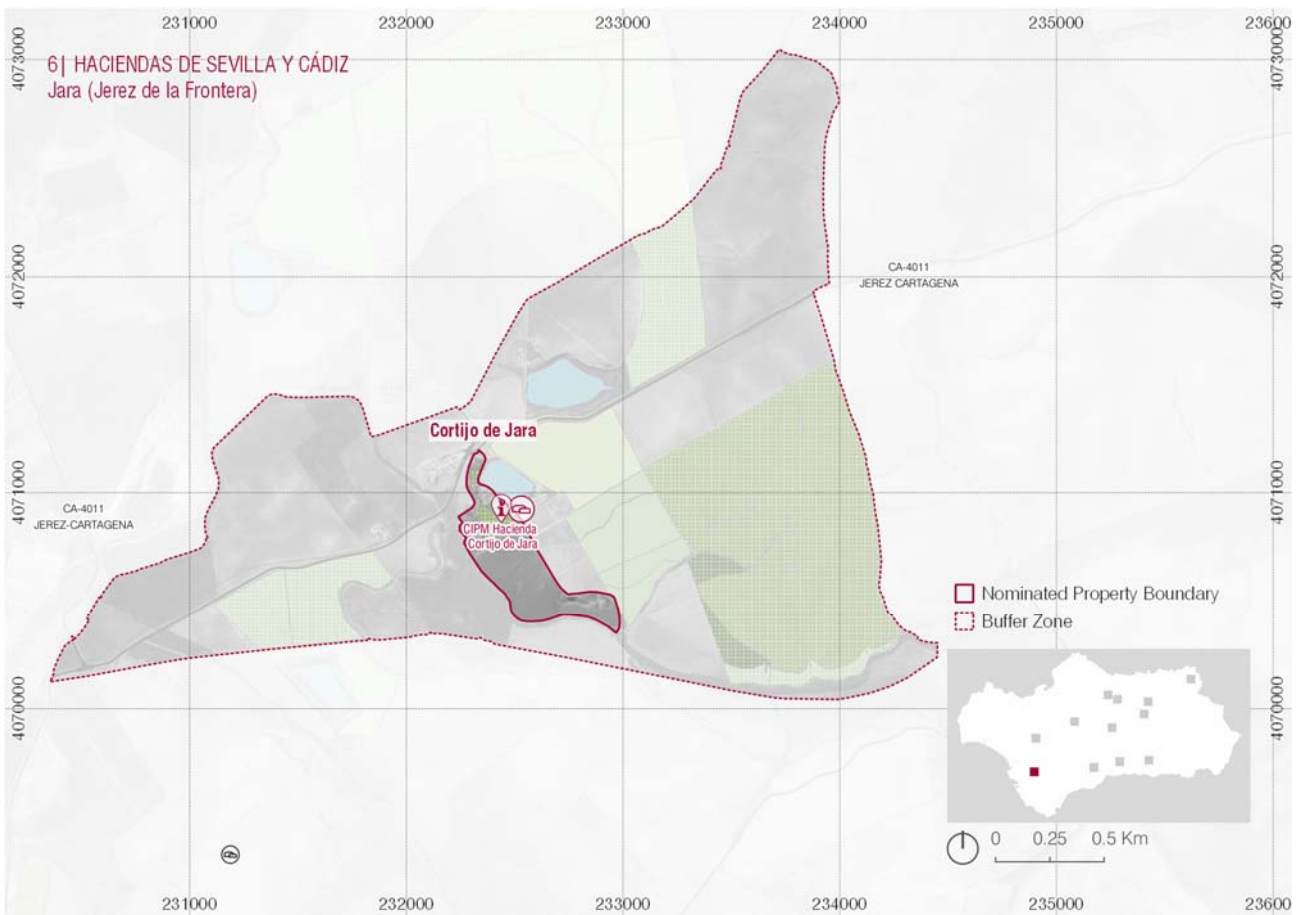 231000
232000
233000
234000
235000
23600
4073000
4073000
6| HACIENDAS DE SEVILLA Y CÁDIZ
Jara (Jerez de la Frontera)
4072000
CA-4011
JEREZ CARTAGENA
4072000
Cortijo de Jara
4071000
CA-4011
JEREZ-CARTAGENA
CIPM Hacienda
Cortijo de Jara
4071000
Nominated Property Boundary
Buffer Zone
4070000
4070000
0 0.25 0.5 Km
231000
232000
233000
234000
235000
23600